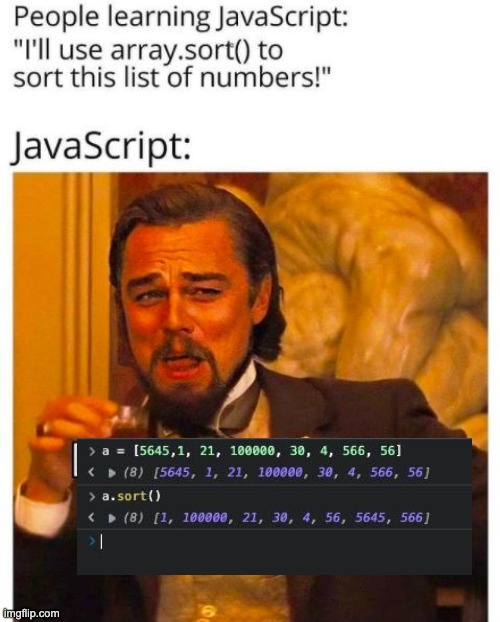 People learning JavaScript:
"I'll use array.sort() to
sort this list of numbers!"
JavaScript:
> a = [5645,1, 21, 100000, 30, 4, 566, 56]
< ▶ (8) [5645, 1, 21, 100000, 30, 4, 566, 56]
> a.sort()
< ▶ (8) [1, 100000, 21, 30, 4, 56, 5645, 566]
>
imgflip.com